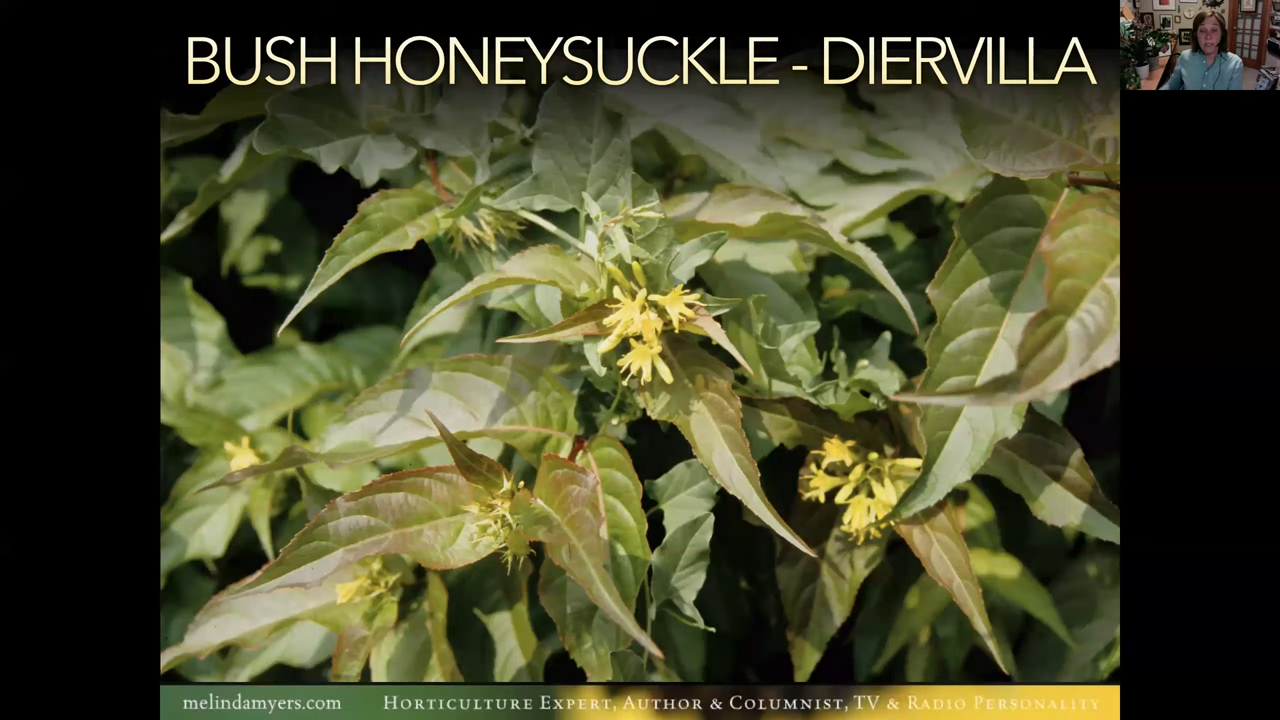 BUSH HONEYSUCKLE - DIERVILLA
melindamyers.com HORTICULTURE EXPERT, AUTHOR & COLUMNIST, TV & RADIO PERSONALITY